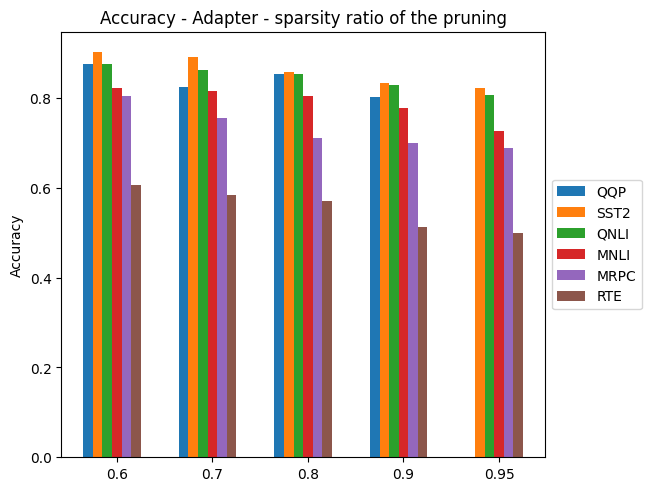 Accuracy - Adapter - sparsity ratio of the pruning
Accuracy
0.8
0.6
0.4
0.2
0.0
0.6 0.7 0.8 0.9 0.95
QQP
SST2
QNLI
MNLI
MRPC
RTE